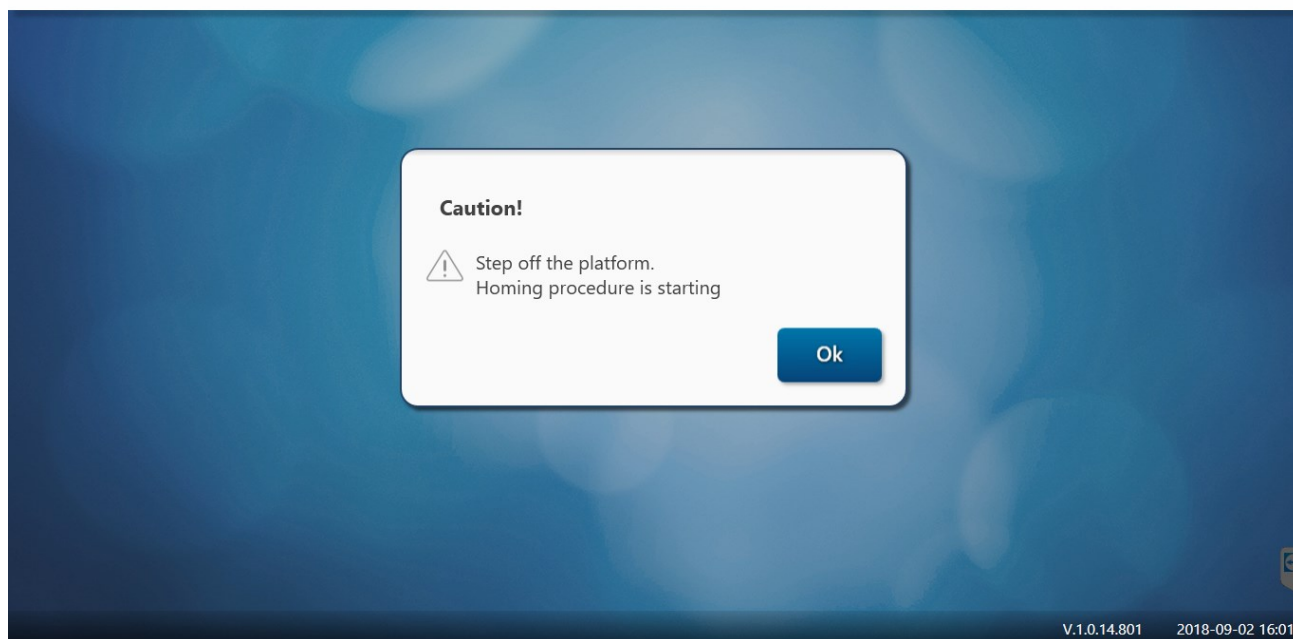 Caution!
Step off the platform.
Homing procedure is starting
Ok
V.1.0.14.801 2018-09-02 16:01